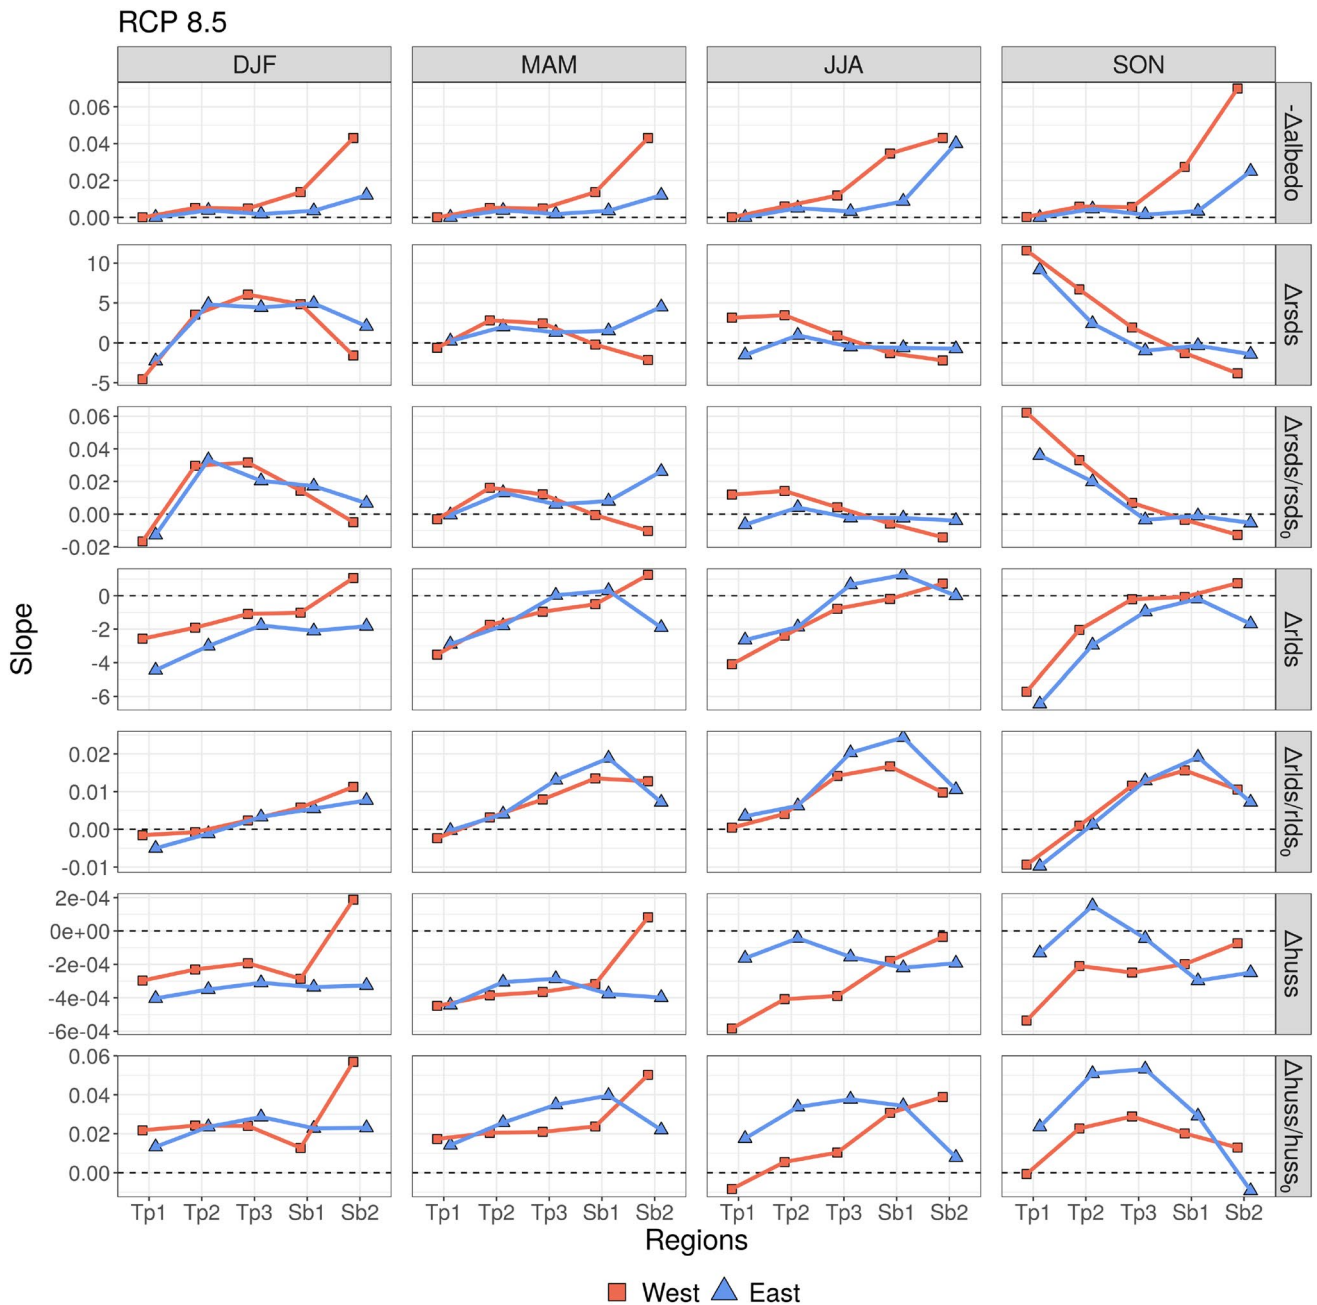 RCP 8.5
DJF MAM JJA SON
0.06
0.04
0.02
0.00
-Δalbedo
10
5
0
-5
Δrsds
0.06
0.04
0.02
0.00
-0.02
Δrsds/rsds₀
0
-2
-4
-6
Δrlds
0.02
0.01
0.00
-0.01
Δrlds/rlds₀
2e-04
0e+00
-2e-04
-4e-04
-6e-04
Δhuss
0.06
0.04
0.02
0.00
Δhuss/huss₀
Slope
Tp1 Tp2 Tp3 Sb1 Sb2 Tp1 Tp2 Tp3 Sb1 Sb2 Tp1 Tp2 Tp3 Sb1 Sb2 Tp1 Tp2 Tp3 Sb1 Sb2
Regions
West East